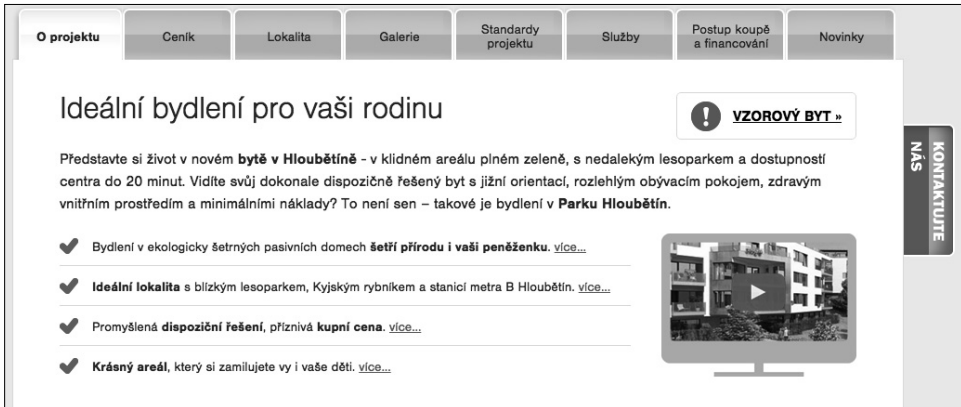 O projektu
Ceník
Lokalita
Galerie
Standardy
projektu
Služby
Postup koupě
a financování
Novinky
Ideální bydlení pro vaši rodinu
VZOROVÝ BYT »
Představte si život v novém bytě v Hloubětíně - v klidném areálu plném zeleně, s nedalekým lesoparkem a dostupností
centra do 20 minut. Vidíte svůj dokonale dispozičně řešený byt s jižní orientací, rozlehlým obývacím pokojem, zdravým
vnitřním prostředím a minimálními náklady? To není sen – takové je bydlení v Parku Hloubětín.
Bydlení v ekologicky šetrných pasivních domech šetří přírodu i vaši peněženku. více...
Ideální lokalita s blízkým lesoparkem, Kyjským rybníkem a stanicí metra B Hloubětín. více...
Promyšlená dispoziční řešení, příznivá kupní cena. více...
Krásný areál, který si zamilujete vy i vaše děti. více...
KONTAKTUJTE
NÁS